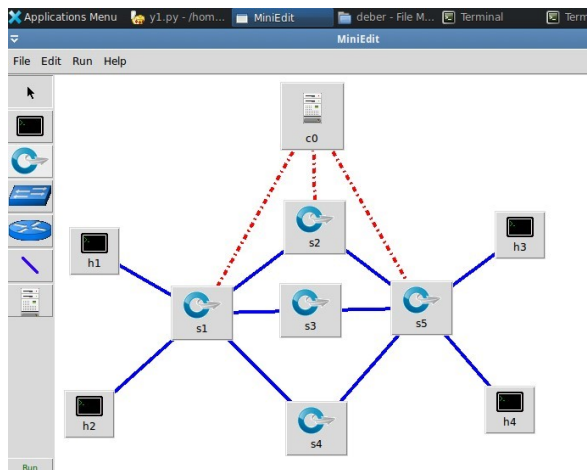 Applications Menu y1.py - /hom... MiniEdit deber - File M... Terminal Term
MiniEdit
File Edit Run Help
c0
s2
h3
h1
s1 s3 s5
h2 s4 h4
Run